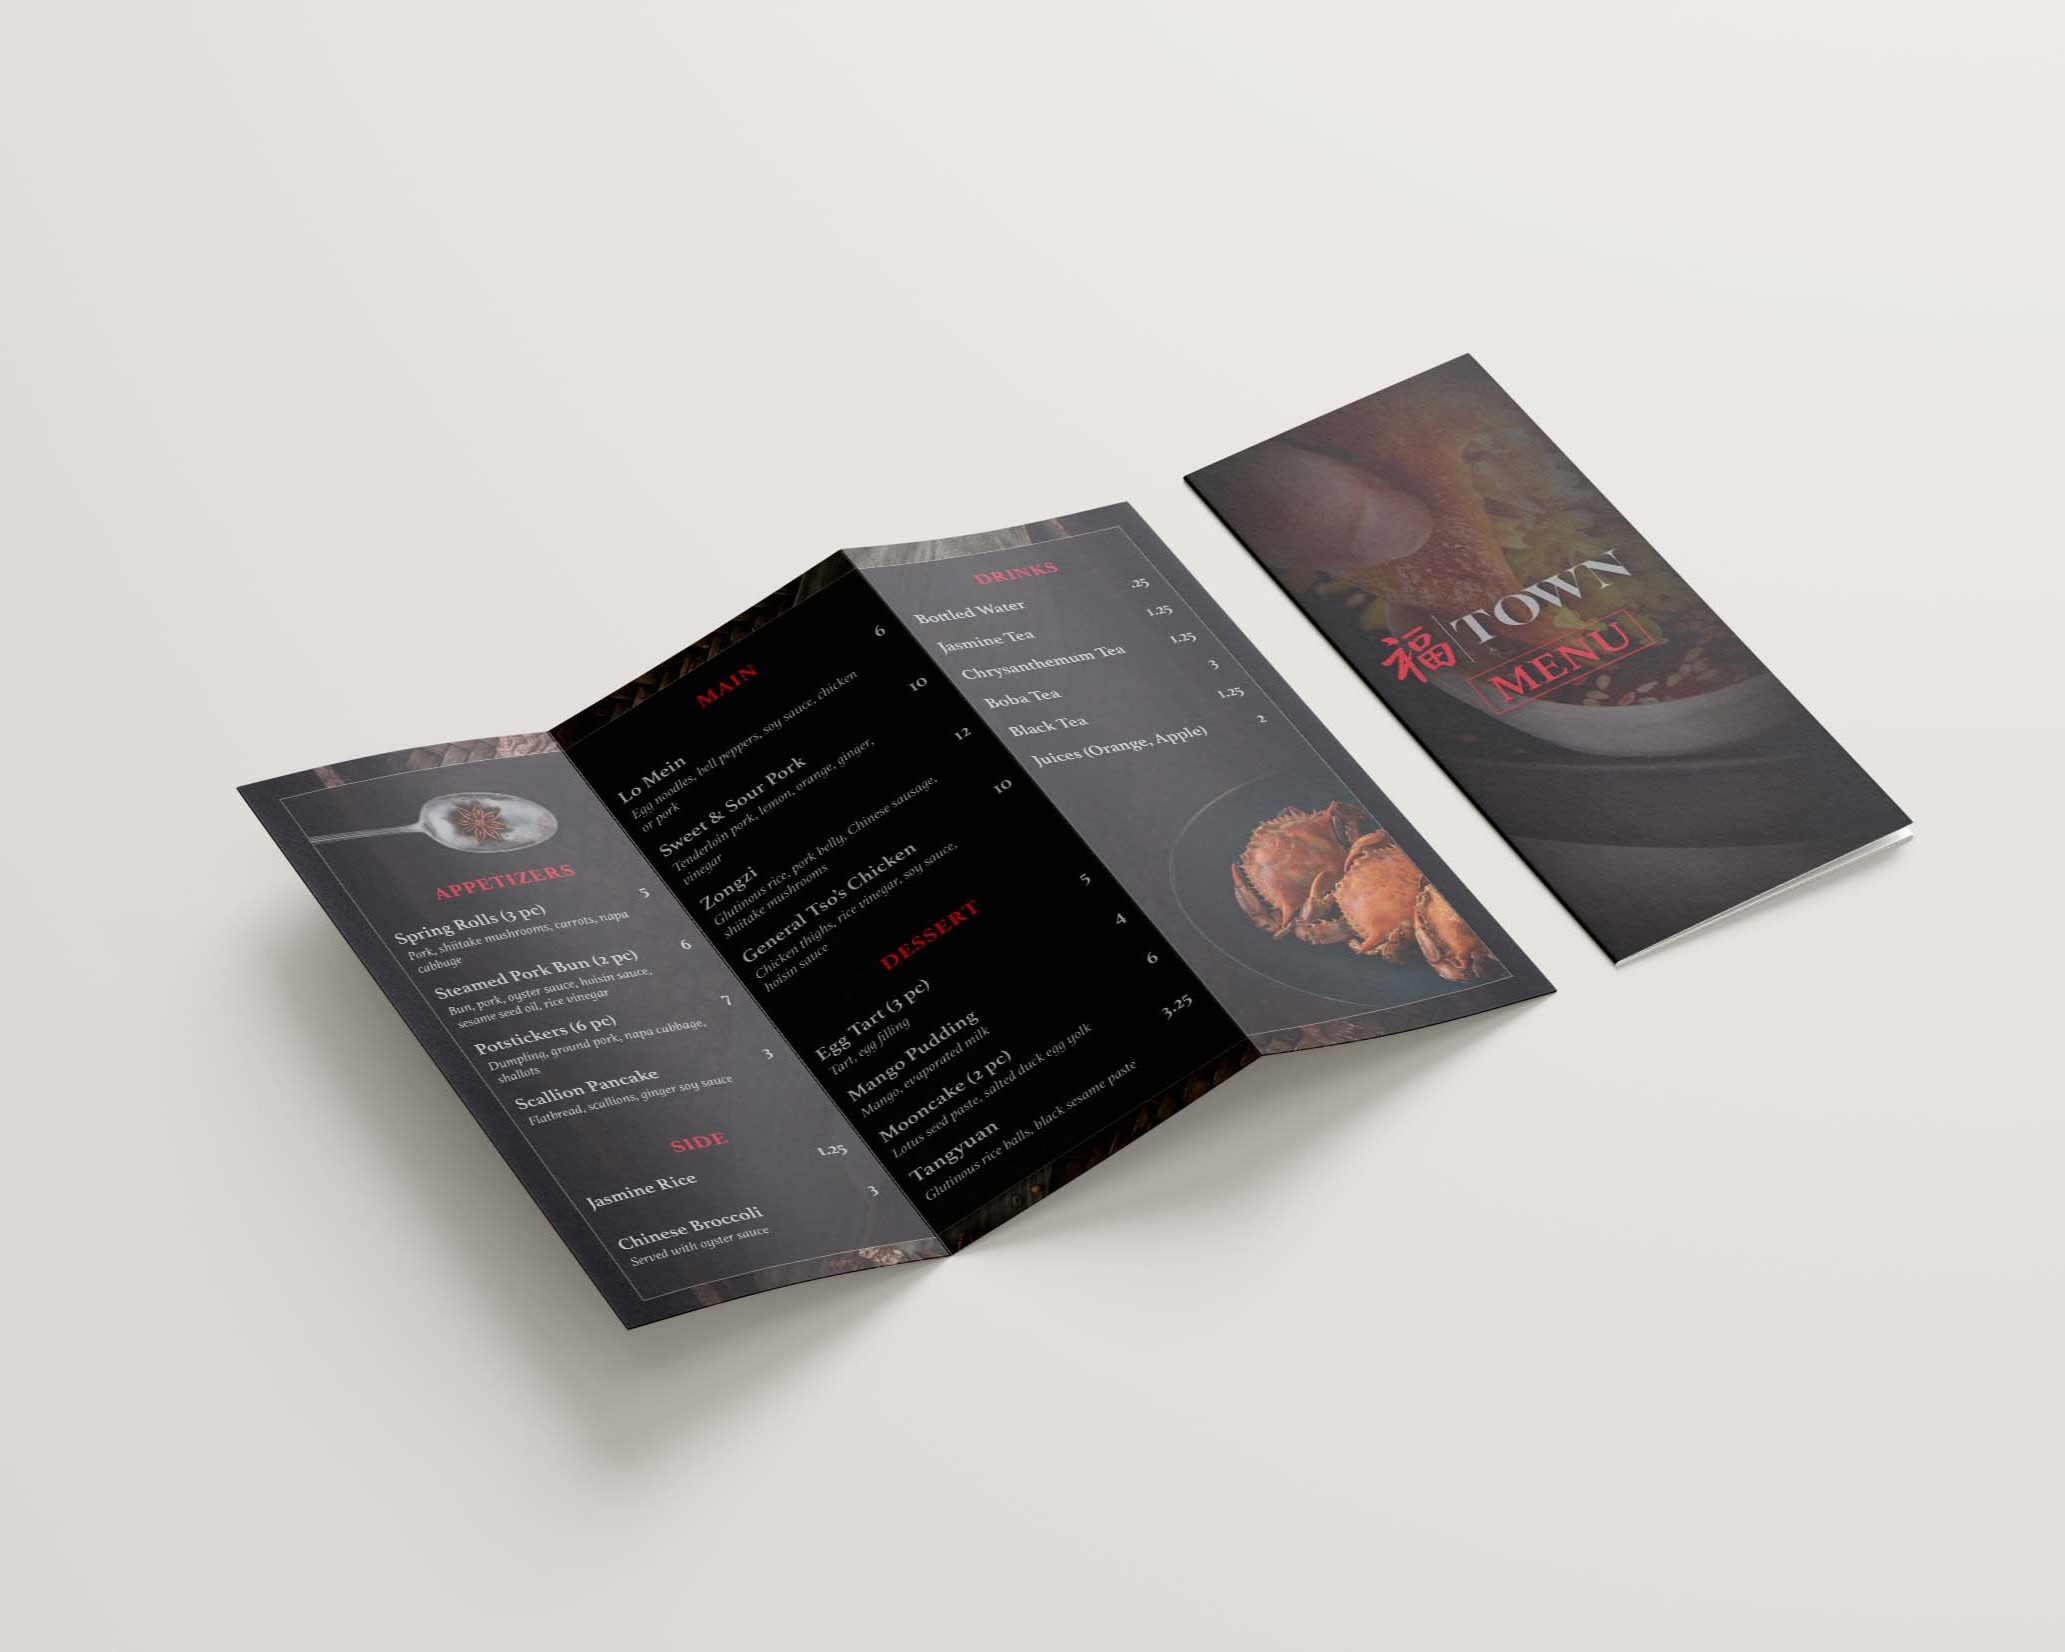 APPETIZERS
Spring Rolls (3 pc) 5
Pork, shiitake mushrooms, carrots, napa
cabbage
Steamed Pork Bun (2 pc) 6
Bun, pork, oyster sauce, hoisin sauce,
sesame seed oil, rice vinegar
Potstickers (6 pc) 7
Dumpling, ground pork, napa cabbage,
shallots
Scallion Pancake 3
Flatbread, scallions, ginger soy sauce
SIDE
Jasmine Rice 1.25
Chinese Broccoli 3
Served with oyster sauce
MAIN
Lo Mein 6
Egg noodles, bell peppers, soy sauce, chicken
or pork
Sweet & Sour Pork 10
Tenderloin pork, lemon, orange, ginger,
vinegar
Zongzi 12
Glutinous rice, pork belly, Chinese sausage,
shiitake mushrooms
General Tso's Chicken 10
Chicken thighs, rice vinegar, soy sauce,
hoisin sauce
DESSERT
Egg Tart (3 pc) 5
Tart, egg filling
Mango Pudding 4
Mango, evaporated milk
Mooncake (2 pc) 6
Lotus seed paste, salted duck egg yolk
Tangyuan 3.25
Glutinous rice balls, black sesame paste
DRINKS
Bottled Water .25
Jasmine Tea 1.25
Chrysanthemum Tea 1.25
Boba Tea 3
Black Tea 1.25
Juices (Orange, Apple) 2
福 TOWN
MENU